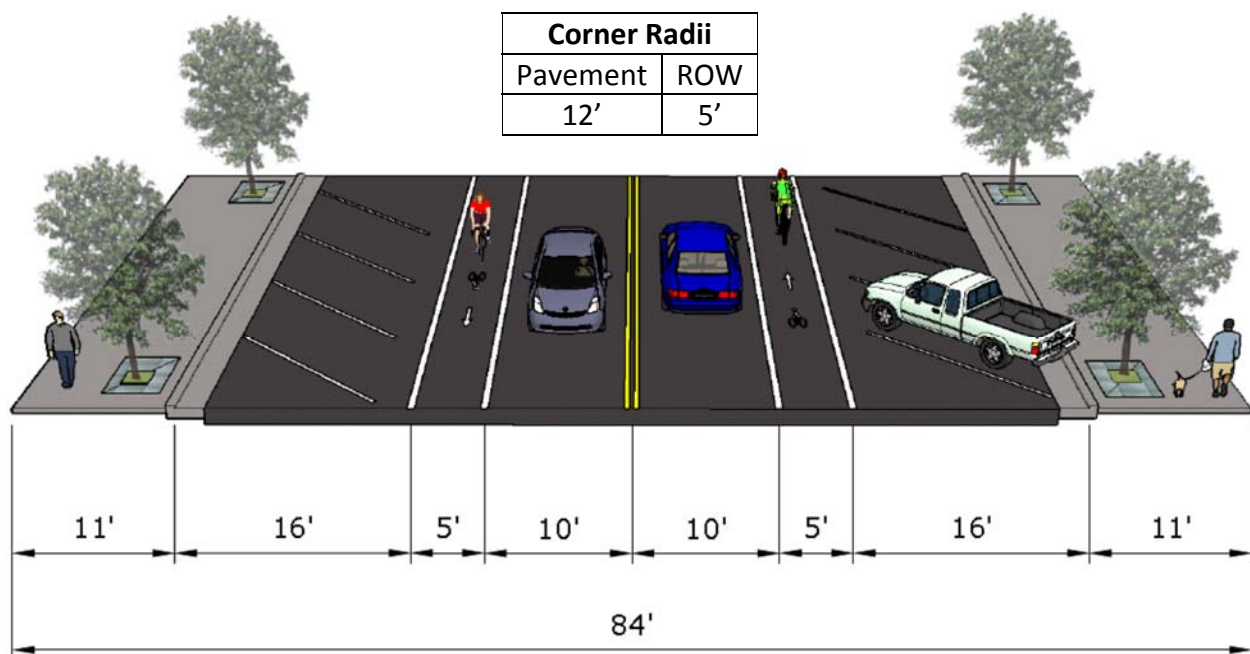 Corner Radii
Pavement ROW
12’ 5’
11' 16' 5' 10' 10' 5' 16' 11'
84'